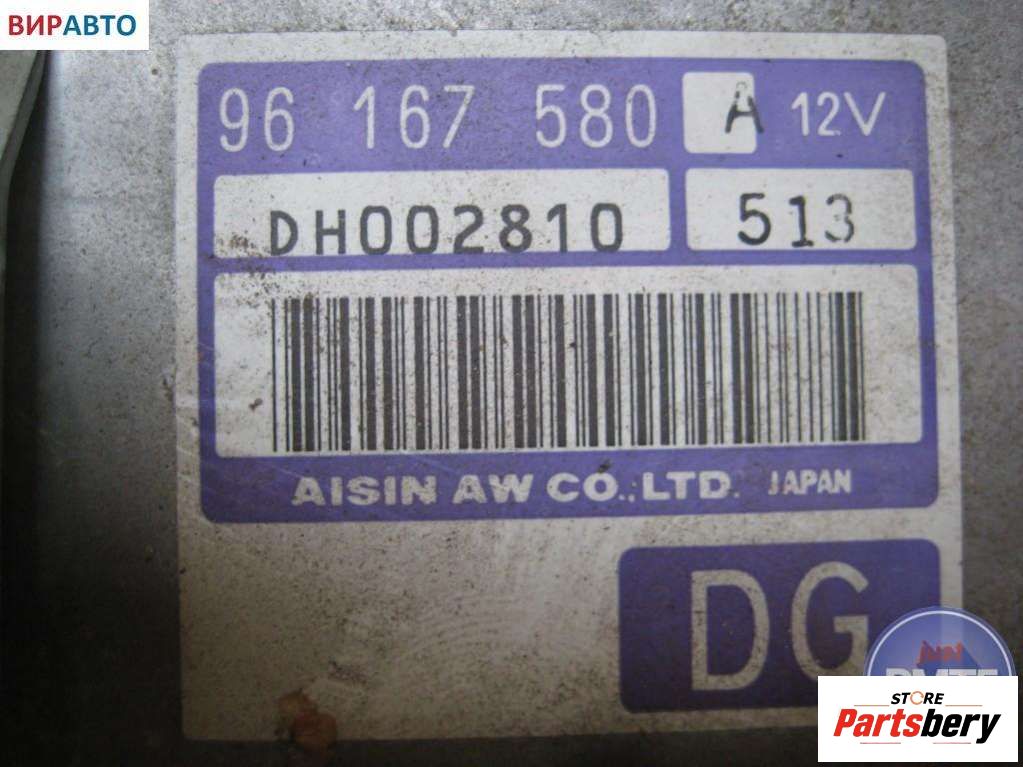 ВИРАВТО
96 167 580 A 12V
DH002810 513
AISIN AW CO.,LTD. JAPAN
DG
STORE
Partsbery